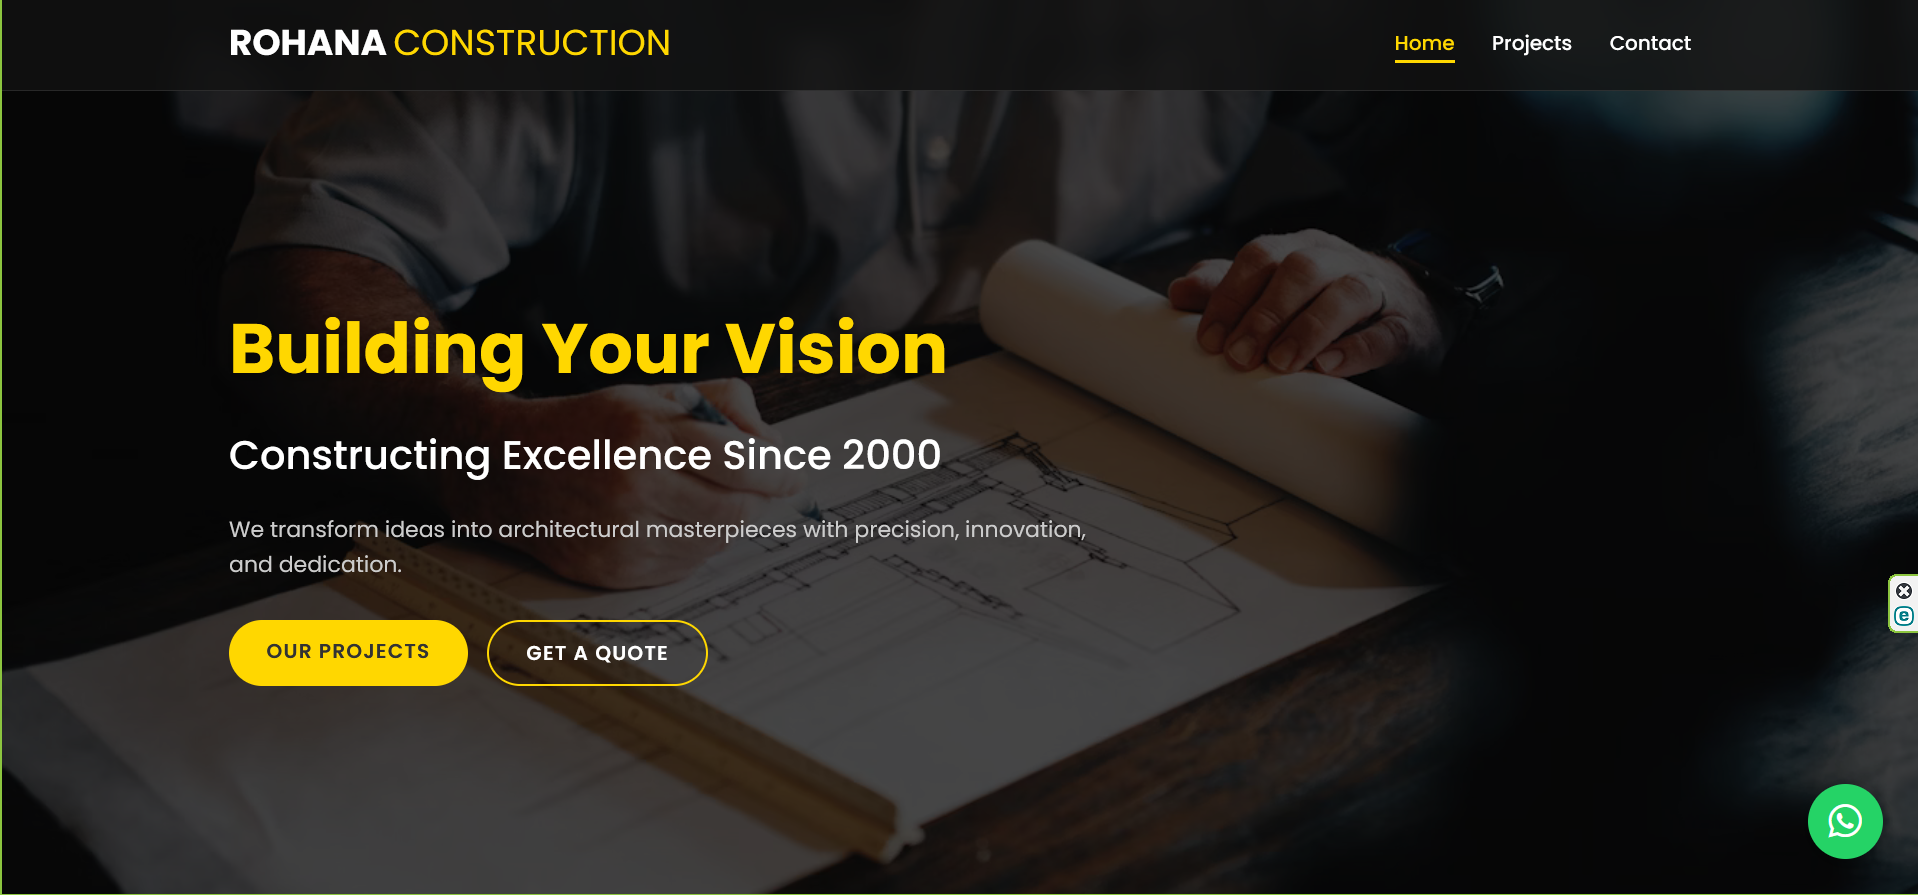 ROHANA CONSTRUCTION
Home Projects Contact
Building Your Vision
Constructing Excellence Since 2000
We transform ideas into architectural masterpieces with precision, innovation,
and dedication.
OUR PROJECTS GET A QUOTE
e